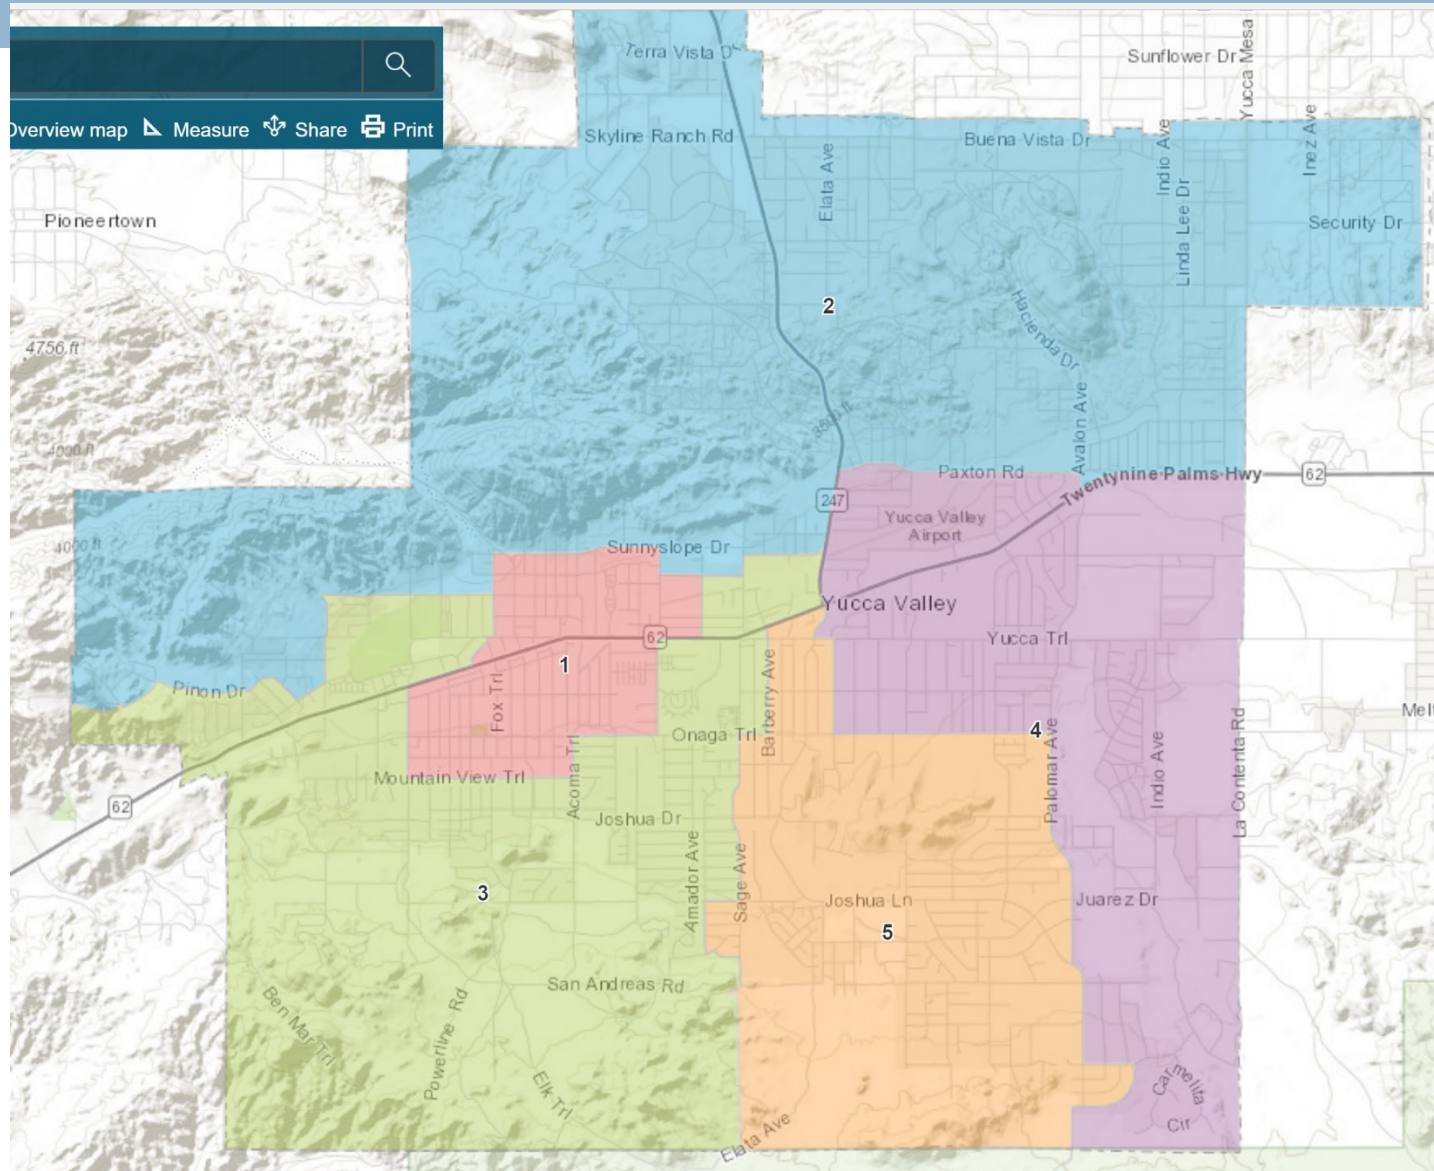 Overview map Measure Share Print
Terra Vista Dr
Sunflower Dr
Yucca Mesa
Skyline Ranch Rd
Buena Vista Dr
Elata Ave
Indio Ave
Inez Ave
Linda Lee Dr
Pioneertown
Security Dr
2
Hacienda Dr
4756 ft
3600 ft
Avalon Ave
4000 ft
Paxton Rd
Twentynine Palms Hwy
62
247
Yucca Valley
Airport
4000 ft
Sunnyslope Dr
Yucca Valley
62
Yucca Trl
1
Pinon Dr
Fox Trl
Barberry Ave
Onaga Trl
4
Palomar Ave
Indio Ave
La Contenta Rd
Mel
Mountain View Trl
Acoma Trl
62
Joshua Dr
Amador Ave
Sage Ave
3
Joshua Ln
Juarez Dr
5
San Andreas Rd
Ben Mar Trl
Powerline Rd
Elk Trl
Carmelita
Cir
Elata Ave